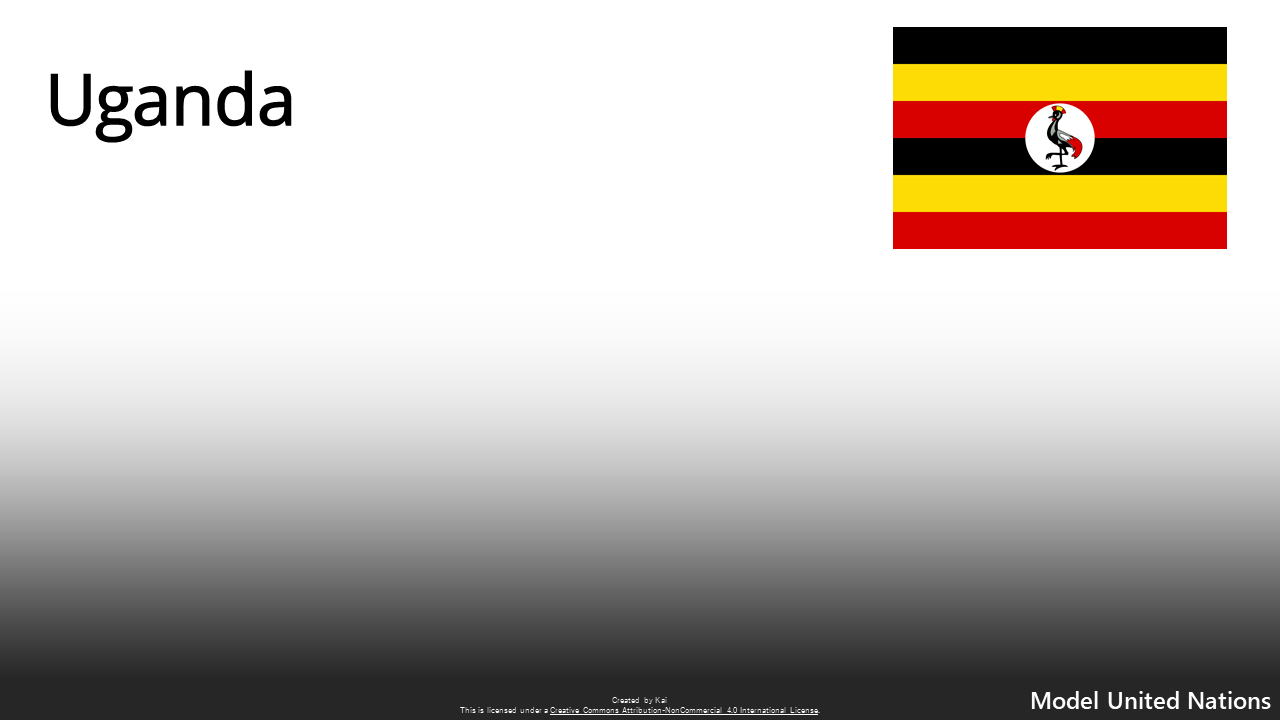 Uganda
Created by Kai
This is licensed under a Creative Commons Attribution-NonCommercial 4.0 International License.
Model United Nations